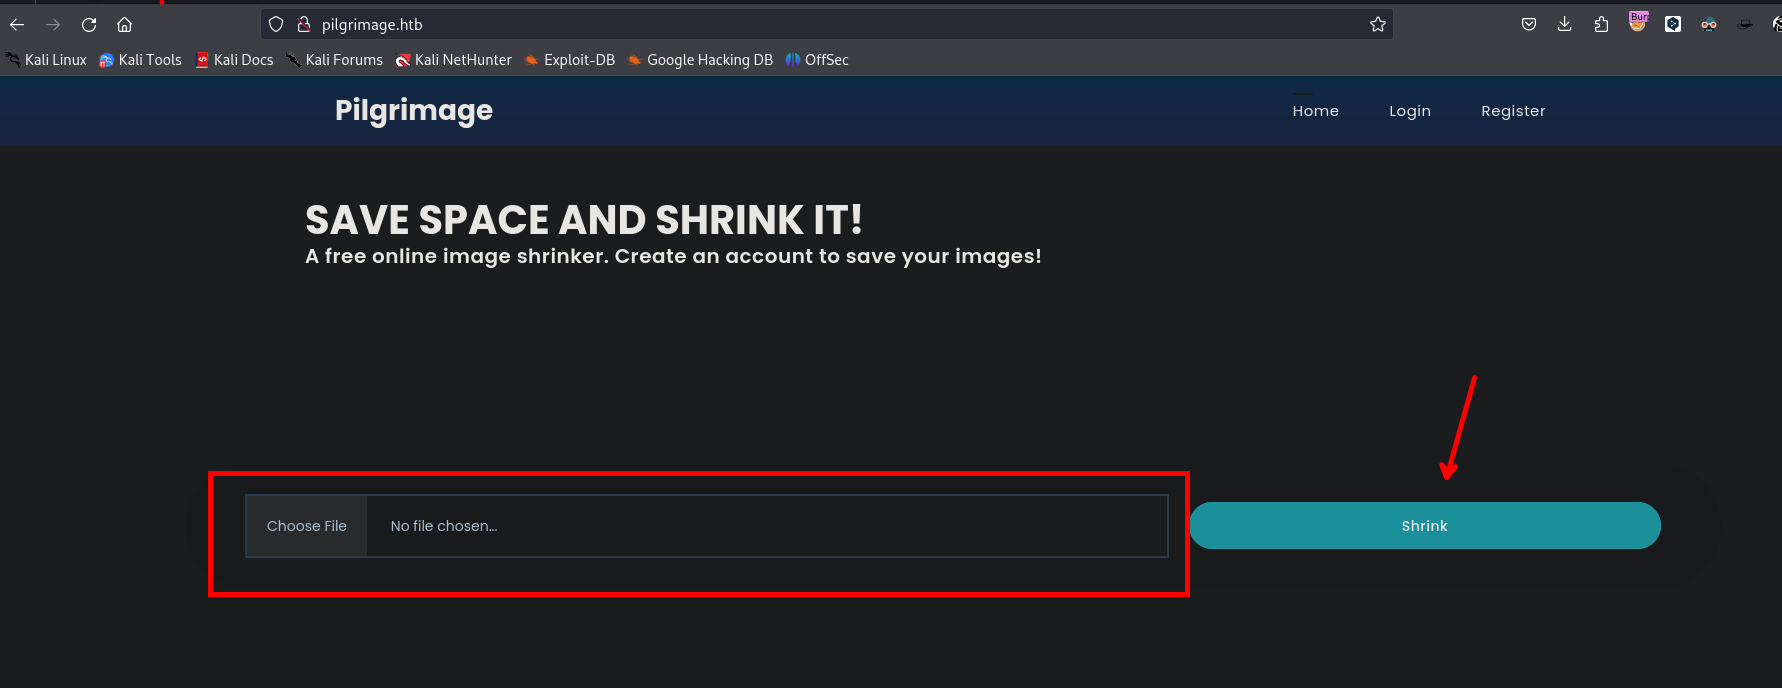 pilgrimage.htb
Kali Linux Kali Tools Kali Docs Kali Forums Kali NetHunter Exploit-DB Google Hacking DB OffSec
Pilgrimage Home Login Register
SAVE SPACE AND SHRINK IT!
A free online image shrinker. Create an account to save your images!
Choose File No file chosen... Shrink